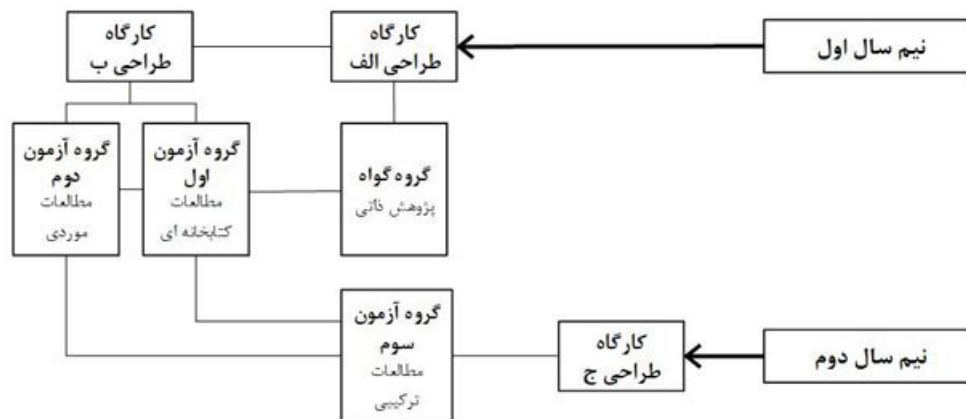 نیم سال اول
کارگاه
طراحی الف
کارگاه
طراحی ب
گروه گواه
پژوهش ذاتی
گروه آزمون
اول
مطالعات
کتابخانه ای
گروه آزمون
دوم
مطالعات
موردی
نیم سال دوم
کارگاه
طراحی ج
گروه آزمون
سوم
مطالعات
ترکیبی